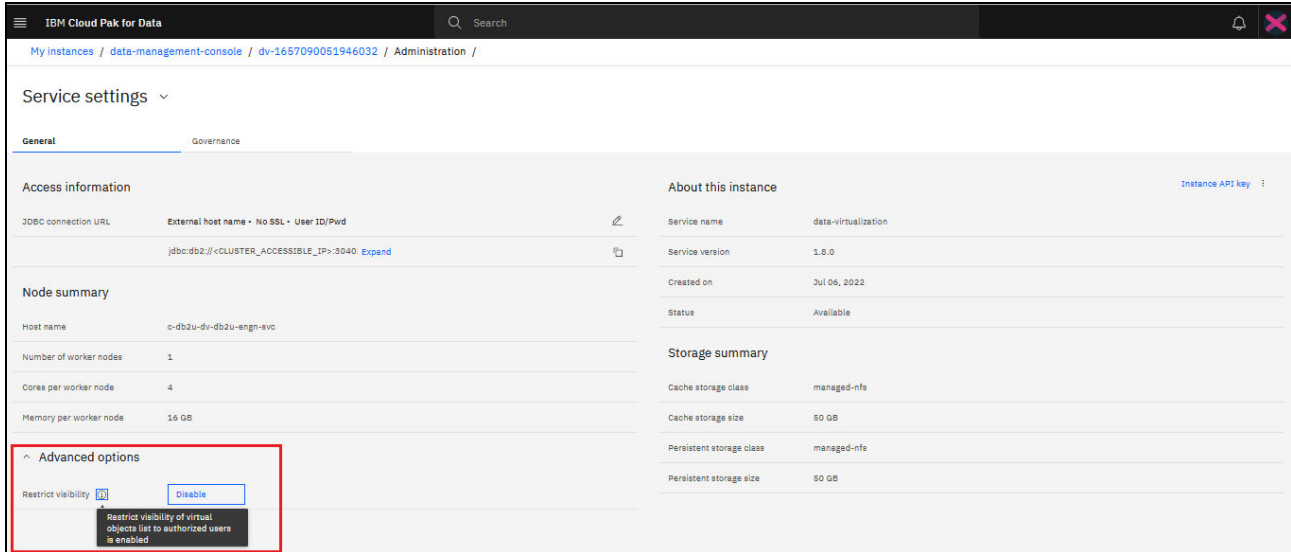 IBM Cloud Pak for Data
Search
My instances / data-management-console / dv-1657090051946032 / Administration /
Service settings
General
Governance
Access information
JDBC connection URL External host name • No SSL • User ID/Pwd
jdbc:db2://<CLUSTER_ACCESSIBLE_IP>:3040: Expand
Node summary
Host name c-db2u-dv-db2u-engn-svc
Number of worker nodes 1
Cores per worker node 4
Memory per worker node 16 GB
Advanced options
Restrict visibility Disable
Restrict visibility of virtual
objects list to authorized users
is enabled
About this instance
Instance API key
Service name data-virtualization
Service version 1.8.0
Created on Jul 06, 2022
Status Available
Storage summary
Cache storage class managed-nfs
Cache storage size 50 GB
Persistent storage class managed-nfs
Persistent storage size 50 GB